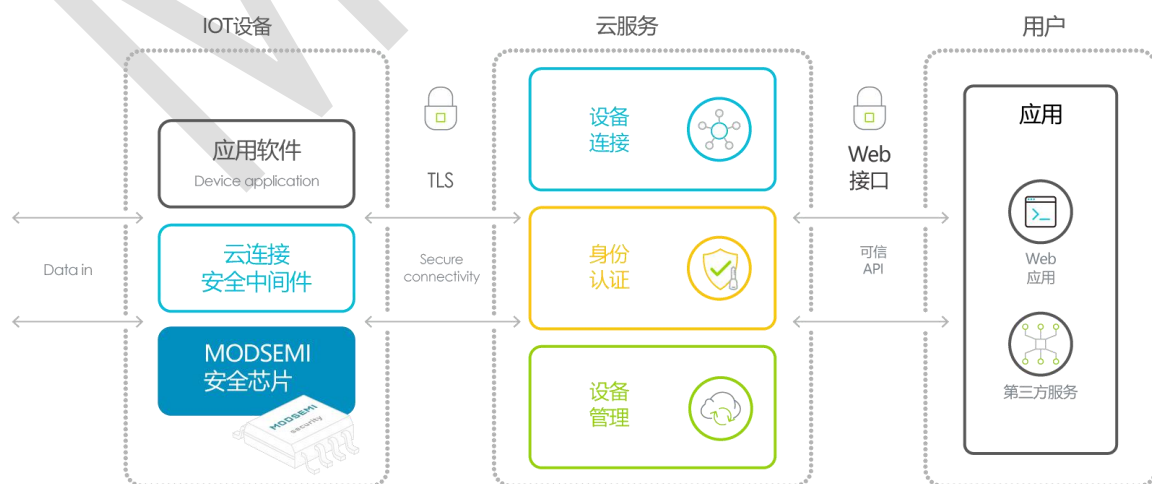 IOT设备
云服务
用户
Data in
应用软件
Device application
云连接
安全中间件
MODSEMI
安全芯片
MODSEMI
security
TLS
Secure
connectivity
设备
连接
身份
认证
设备
管理
Web
接口
可信
API
应用
Web
应用
第三方服务